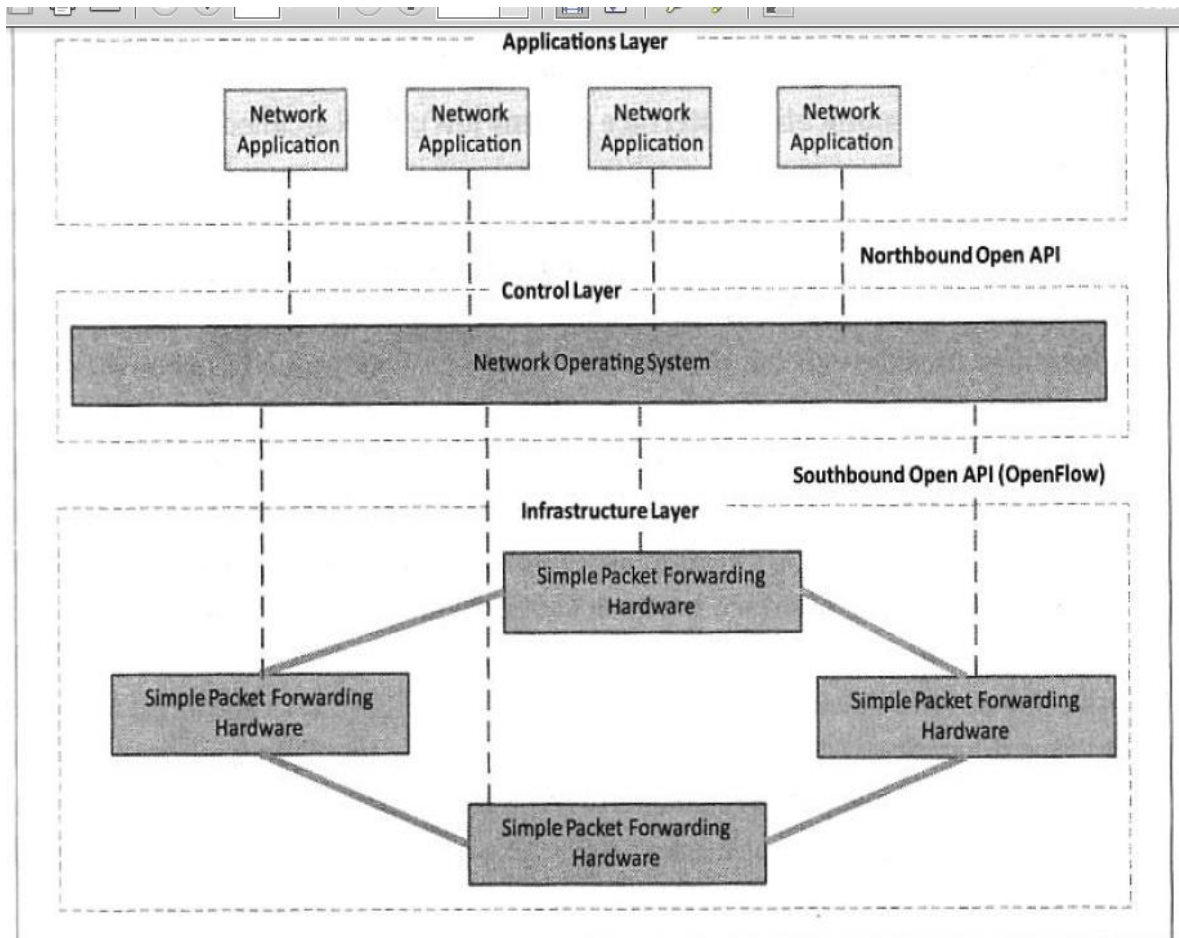 Applications Layer
Network
Application
Network
Application
Network
Application
Network
Application
Northbound Open API
Control Layer
Network Operating System
Southbound Open API (OpenFlow)
Infrastructure Layer
Simple Packet Forwarding
Hardware
Simple Packet Forwarding
Hardware
Simple Packet Forwarding
Hardware
Simple Packet Forwarding
Hardware